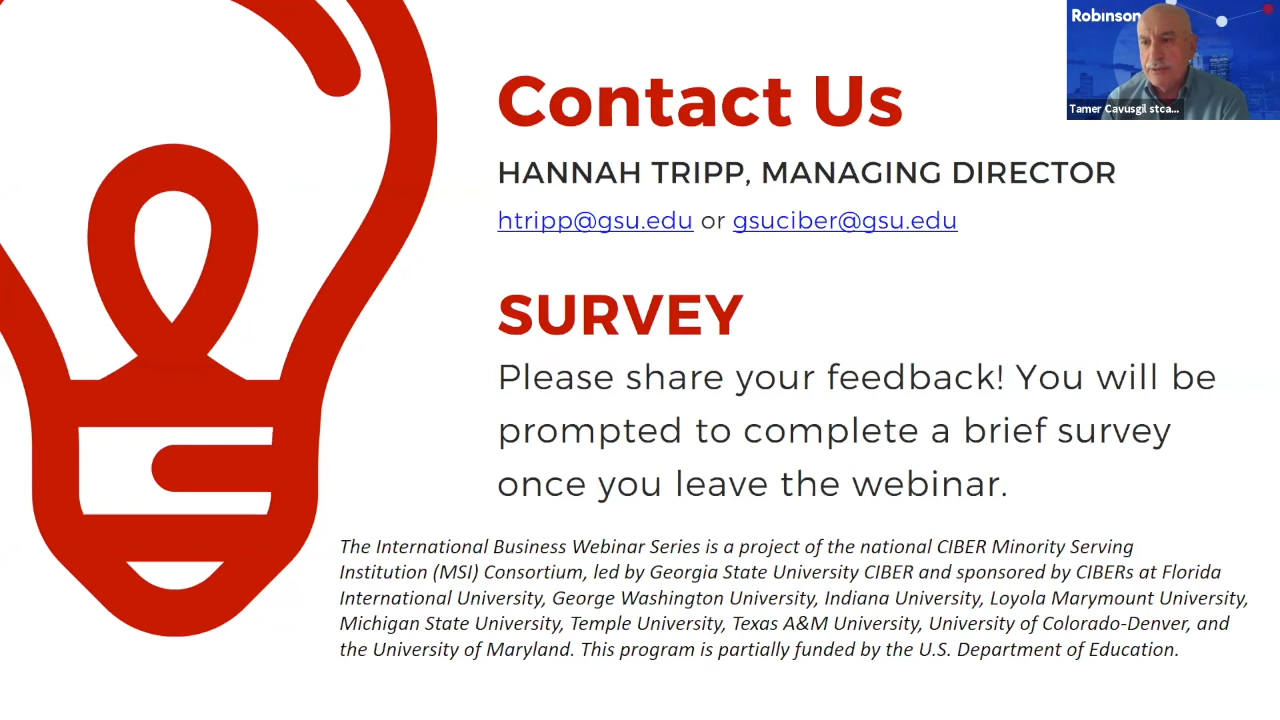 Contact Us
HANNAH TRIPP, MANAGING DIRECTOR
htripp@gsu.edu or gsuciber@gsu.edu
SURVEY
Please share your feedback! You will be
prompted to complete a brief survey
once you leave the webinar.
The International Business Webinar Series is a project of the national CIBER Minority Serving
Institution (MSI) Consortium, led by Georgia State University CIBER and sponsored by CIBERs at Florida
International University, George Washington University, Indiana University, Loyola Marymount University,
Michigan State University, Temple University, Texas A&M University, University of Colorado-Denver, and
the University of Maryland. This program is partially funded by the U.S. Department of Education.
Robinson
Tamer Cavusgil stca...